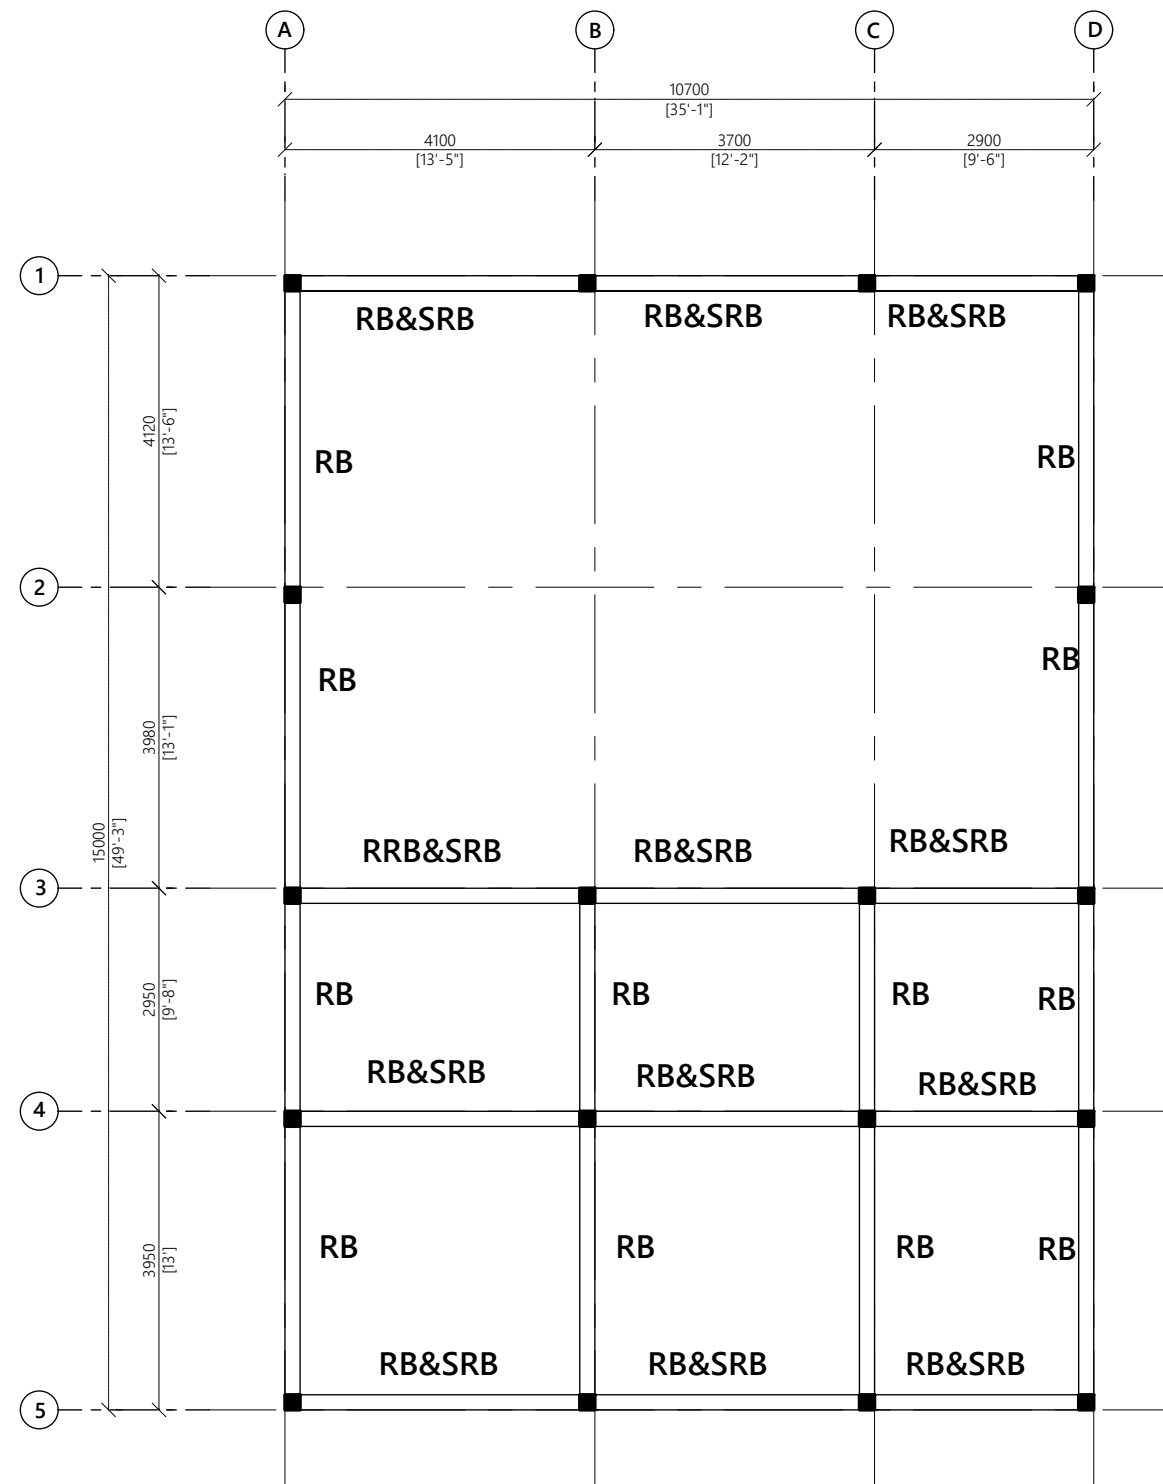 A B C D
10700
[35'-1"]
4100 3700 2900
[13'-5"] [12'-2"] [9'-6"]
1
RB&SRB RB&SRB RB&SRB
4120
[13'-6"]
RB RB
2
RB RB
3980
[13'-1"]
15000
[49'-3"]
RRB&SRB RB&SRB RB&SRB
3
2950
[9'-8"]
RB RB RB RB
RB&SRB RB&SRB RB&SRB
4
3950
[13']
RB RB RB RB
RB&SRB RB&SRB RB&SRB
5